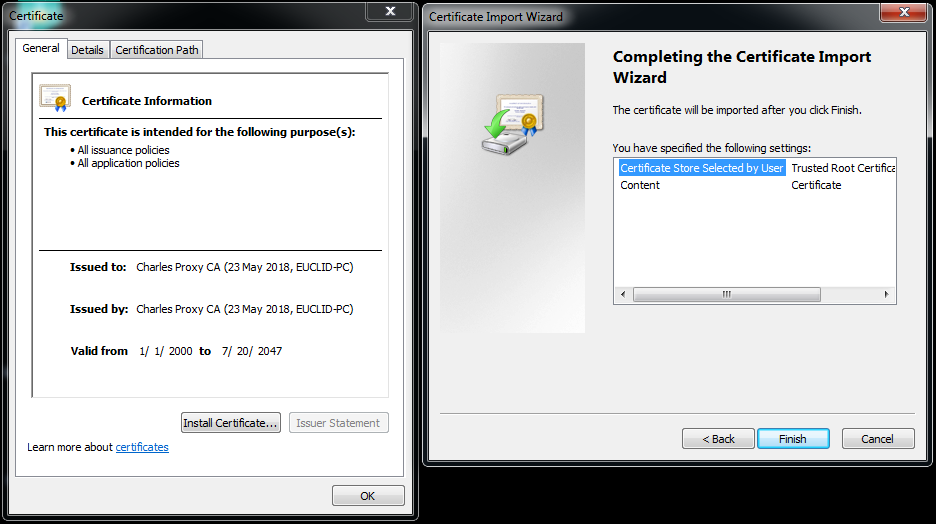 Certificate
General
Details
Certification Path
Certificate Information
This certificate is intended for the following purpose(s):
• All issuance policies
• All application policies
Issued to: Charles Proxy CA (23 May 2018, EUCLID-PC)
Issued by: Charles Proxy CA (23 May 2018, EUCLID-PC)
Valid from 1/ 1/ 2000 to 7/ 20/ 2047
Install Certificate...
Issuer Statement
Learn more about certificates
OK
Certificate Import Wizard
Completing the Certificate Import
Wizard
The certificate will be imported after you click Finish.
You have specified the following settings:
Certificate Store Selected by User Trusted Root Certifica
Content Certificate
< Back
Finish
Cancel